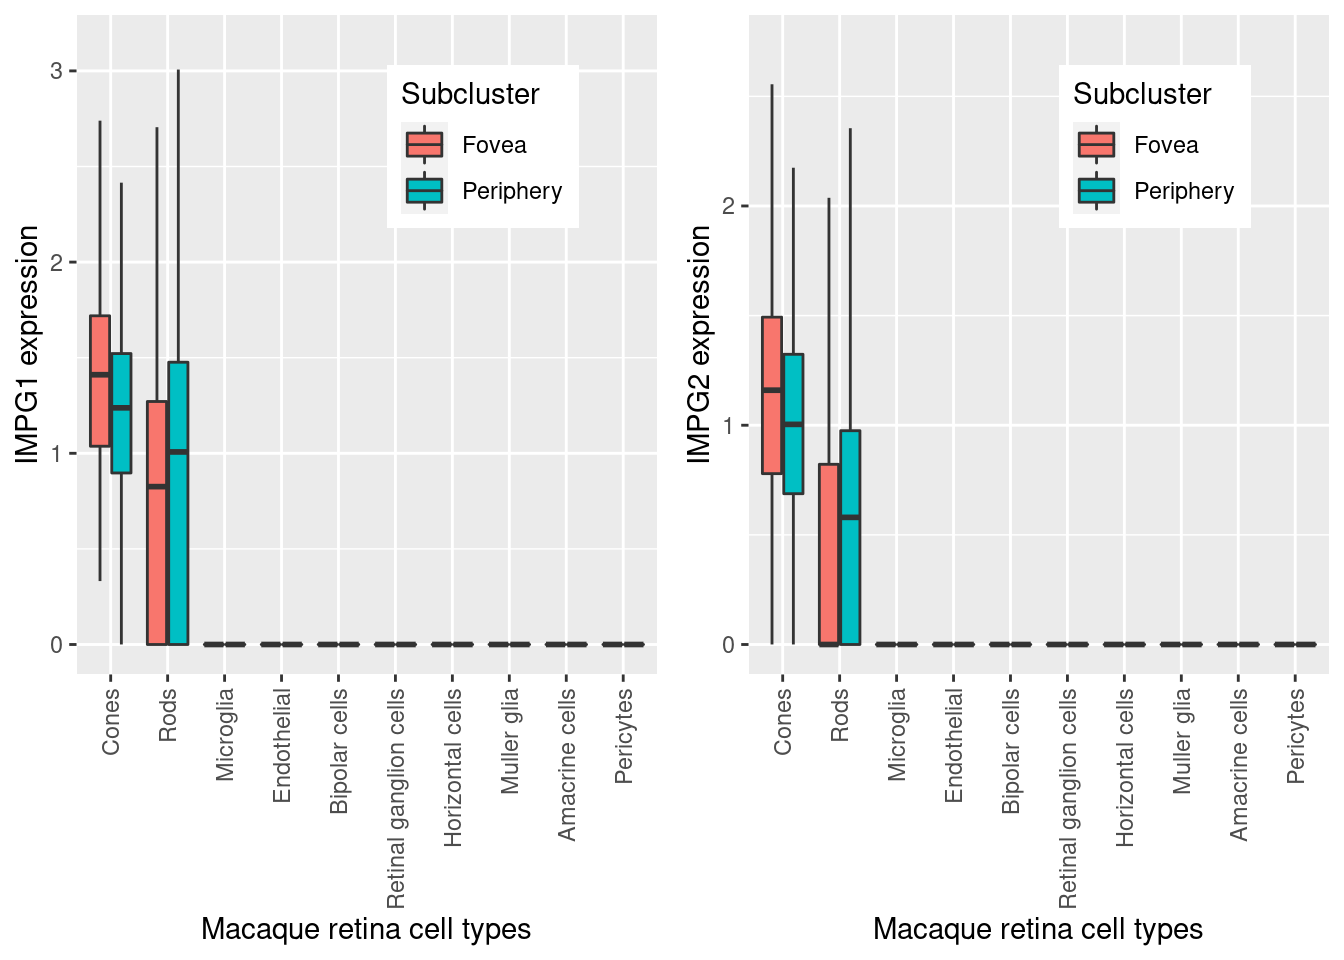 IMPG1 expression
3
2
1
0
Subcluster
Fovea
Periphery
Cones
Rods
Microglia
Endothelial
Bipolar cells
Retinal ganglion cells
Horizontal cells
Muller glia
Amacrine cells
Pericytes
Macaque retina cell types
IMPG2 expression
2
1
0
Subcluster
Fovea
Periphery
Cones
Rods
Microglia
Endothelial
Bipolar cells
Retinal ganglion cells
Horizontal cells
Muller glia
Amacrine cells
Pericytes
Macaque retina cell types